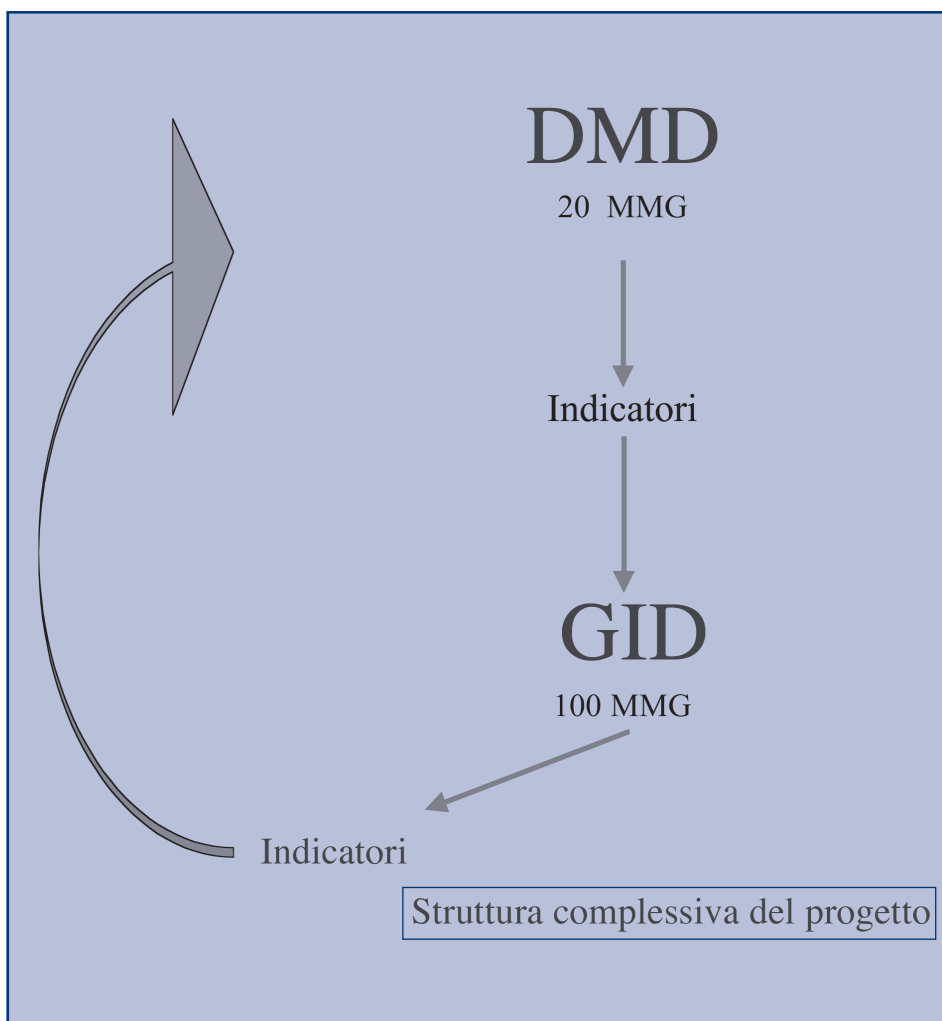 DMD
20 MMG
Indicatori
GID
100 MMG
Indicatori
Struttura complessiva del progetto